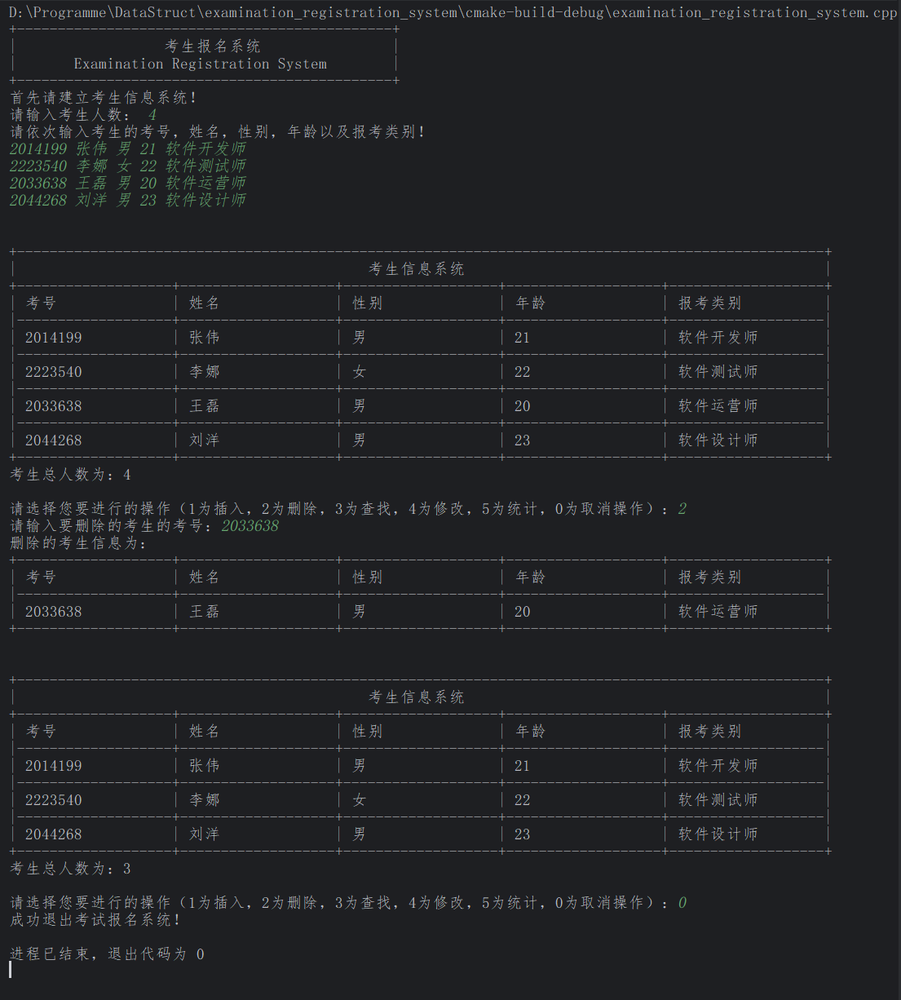 D:\Programme\DataStruct\examination_registration_system\cmake-build-debug\examination_registration_system.cpp
+----------------------------------------------+
| 考生报名系统 |
| Examination Registration System |
+----------------------------------------------+
首先请建立考生信息系统!
请输入考生人数: 4
请依次输入考生的考号,姓名,性别,年龄以及报考类别!
2014199 张伟 男 21 软件开发师
2223540 李娜 女 22 软件测试师
2033638 王磊 男 20 软件运营师
2044268 刘洋 男 23 软件设计师
+---------------------------------------------------------------------------------------------------+
| 考生信息系统 |
+-------------------+-------------------+-------------------+-------------------+-------------------+
| 考号 | 姓名 | 性别 | 年龄 | 报考类别 |
|-------------------+-------------------+-------------------+-------------------+-------------------|
| 2014199 | 张伟 | 男 | 21 | 软件开发师 |
|-------------------+-------------------+-------------------+-------------------+-------------------|
| 2223540 | 李娜 | 女 | 22 | 软件测试师 |
|-------------------+-------------------+-------------------+-------------------+-------------------|
| 2033638 | 王磊 | 男 | 20 | 软件运营师 |
|-------------------+-------------------+-------------------+-------------------+-------------------|
| 2044268 | 刘洋 | 男 | 23 | 软件设计师 |
+-------------------+-------------------+-------------------+-------------------+-------------------+
考生总人数为:4
请选择您要进行的操作(1为插入,2为删除,3为查找,4为修改,5为统计,0为取消操作):2
请输入要删除的考生的考号:2033638
删除的考生信息为:
+-------------------+-------------------+-------------------+-------------------+-------------------+
| 考号 | 姓名 | 性别 | 年龄 | 报考类别 |
|-------------------+-------------------+-------------------+-------------------+-------------------|
| 2033638 | 王磊 | 男 | 20 | 软件运营师 |
+-------------------+-------------------+-------------------+-------------------+-------------------+
+---------------------------------------------------------------------------------------------------+
| 考生信息系统 |
+-------------------+-------------------+-------------------+-------------------+-------------------+
| 考号 | 姓名 | 性别 | 年龄 | 报考类别 |
|-------------------+-------------------+-------------------+-------------------+-------------------|
| 2014199 | 张伟 | 男 | 21 | 软件开发师 |
|-------------------+-------------------+-------------------+-------------------+-------------------|
| 2223540 | 李娜 | 女 | 22 | 软件测试师 |
|-------------------+-------------------+-------------------+-------------------+-------------------|
| 2044268 | 刘洋 | 男 | 23 | 软件设计师 |
+-------------------+-------------------+-------------------+-------------------+-------------------+
考生总人数为:3
请选择您要进行的操作(1为插入,2为删除,3为查找,4为修改,5为统计,0为取消操作):0
成功退出考试报名系统!
进程已结束,退出代码为 0